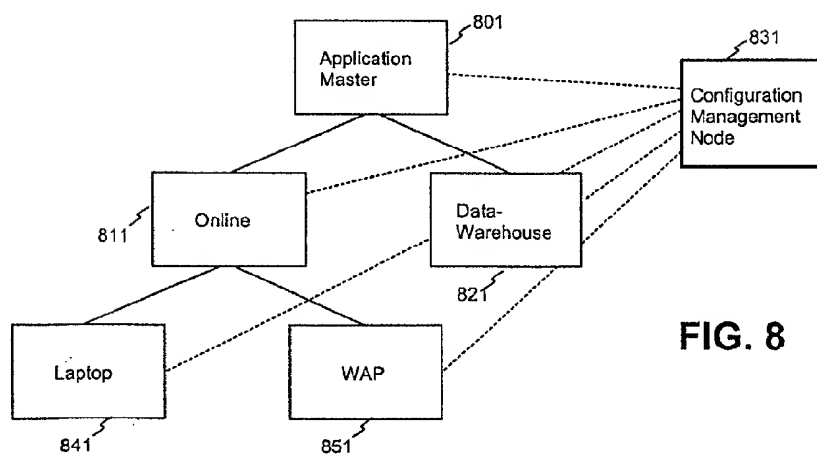 801
Application
Master
831
Configuration
Management
Node
811
Online
Data-
Warehouse
821
FIG. 8
Laptop
841
WAP
851